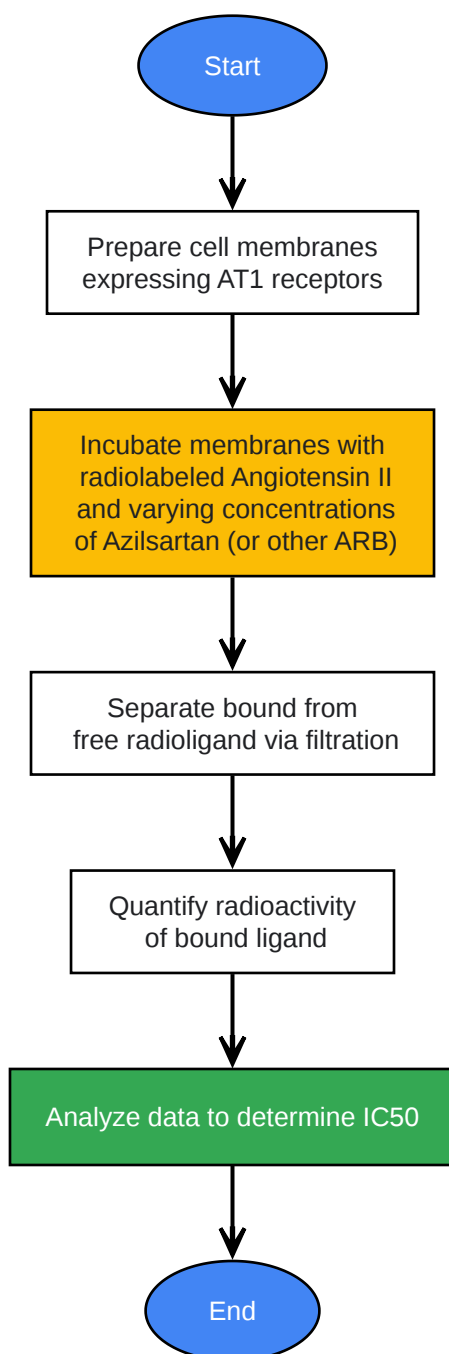 Start
Prepare cell membranes
expressing AT1 receptors
Incubate membranes with
radiolabeled Angiotensin II
and varying concentrations
of Azilsartan (or other ARB)
Separate bound from
free radioligand via filtration
Quantify radioactivity
of bound ligand
Analyze data to determine IC50
End